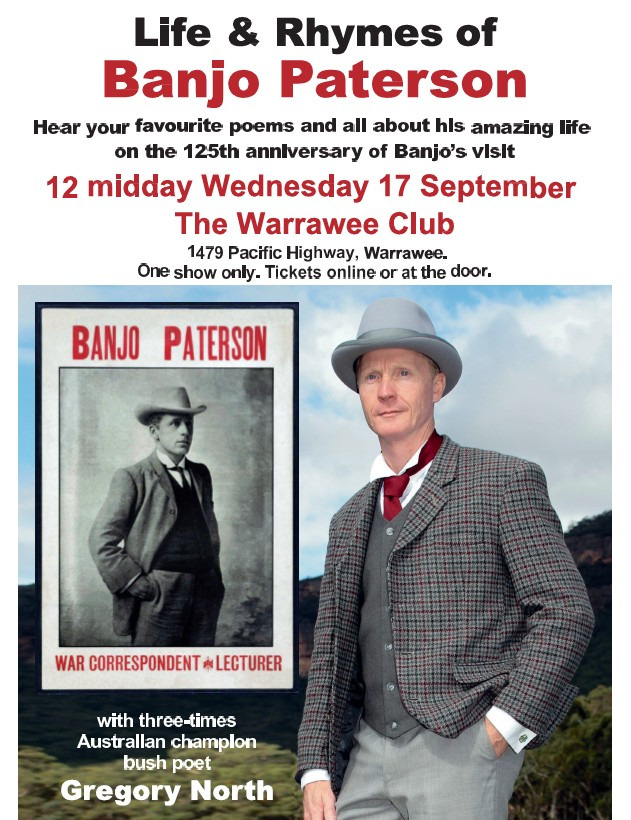 Life & Rhymes of
Banjo Paterson
Hear your favourite poems and all about his amazing life
on the 125th anniversary of Banjo's visit
12 midday Wednesday 17 September
The Warrawee Club
1479 Pacific Highway, Warrawee.
One show only. Tickets online or at the door.
BANJO PATERSON
WAR CORRESPONDENT AND LECTURER
with three-times
Australian champion
bush poet
Gregory North